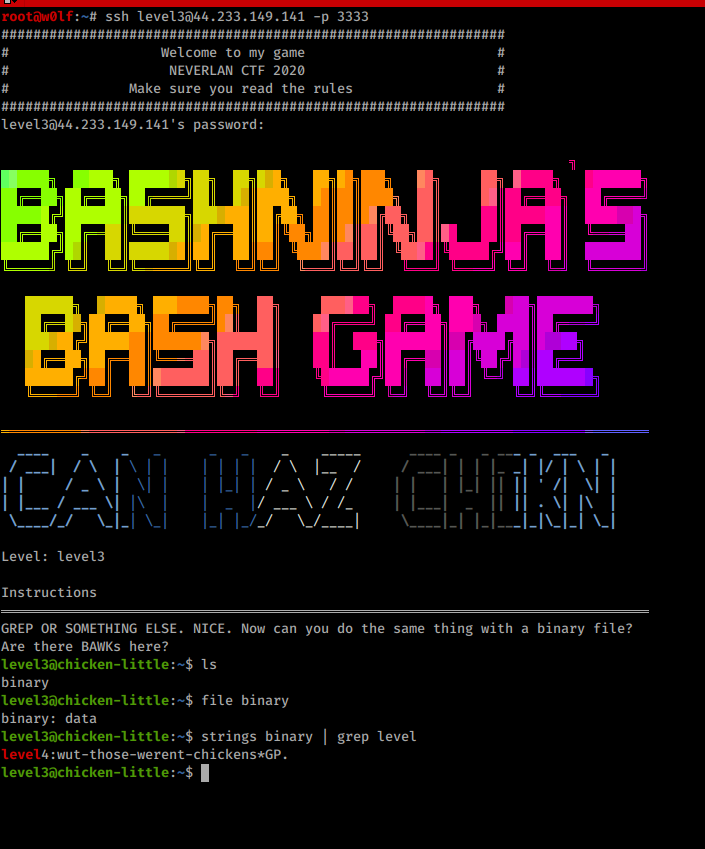 root@w0lf:~# ssh level3@44.233.149.141 -p 3333
###############################################################
# Welcome to my game #
# NEVERLAN CTF 2020 #
# Make sure you read the rules #
###############################################################
level3@44.233.149.141's password:
BASHNINJA'S
BASH GAME
CAN HAZ CHKN
Level: level3
Instructions
GREP OR SOMETHING ELSE. NICE. Now can you do the same thing with a binary file?
Are there BAWKs here?
level3@chicken-little:~$ ls
binary
level3@chicken-little:~$ file binary
binary: data
level3@chicken-little:~$ strings binary | grep level
level4:wut-those-werent-chickens*GP.
level3@chicken-little:~$